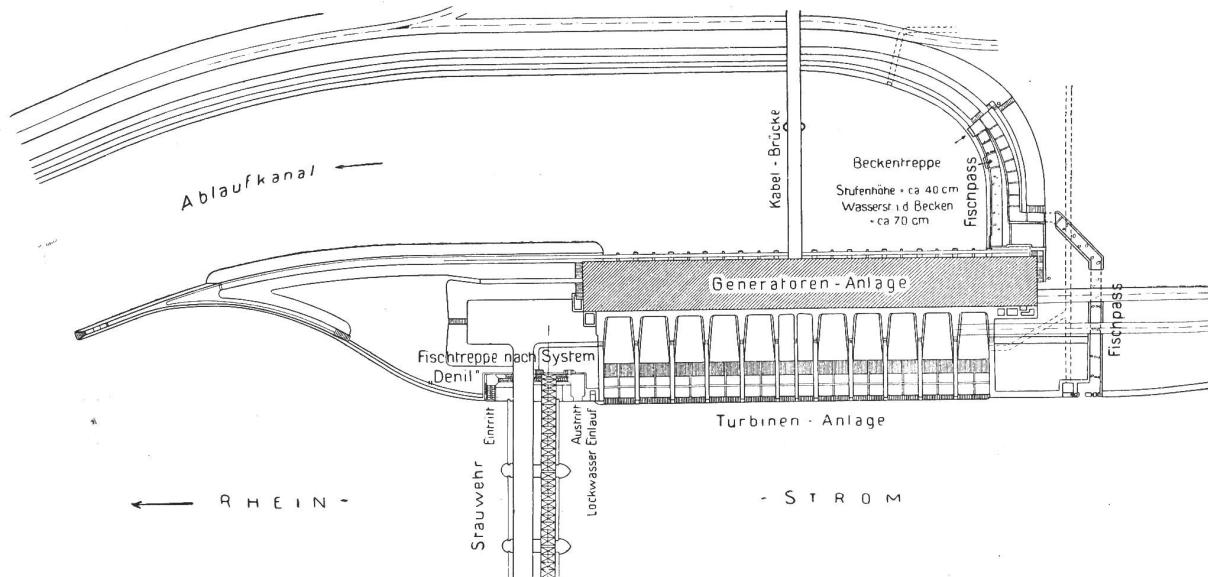 Ablaufkanal
Kabel - Brücke
Beckentreppe
Stufenhöhe = ca 40 cm
Wasserst. i d Becken
= ca 70 cm
Fischpass
Generatoren - Anlage
Fischpass
Fischtreppe nach System
„Denil"
Eintritt
Austritt
Lockwasser Einlauf
Turbinen - Anlage
Stauwehr
RHEIN -
- STROM